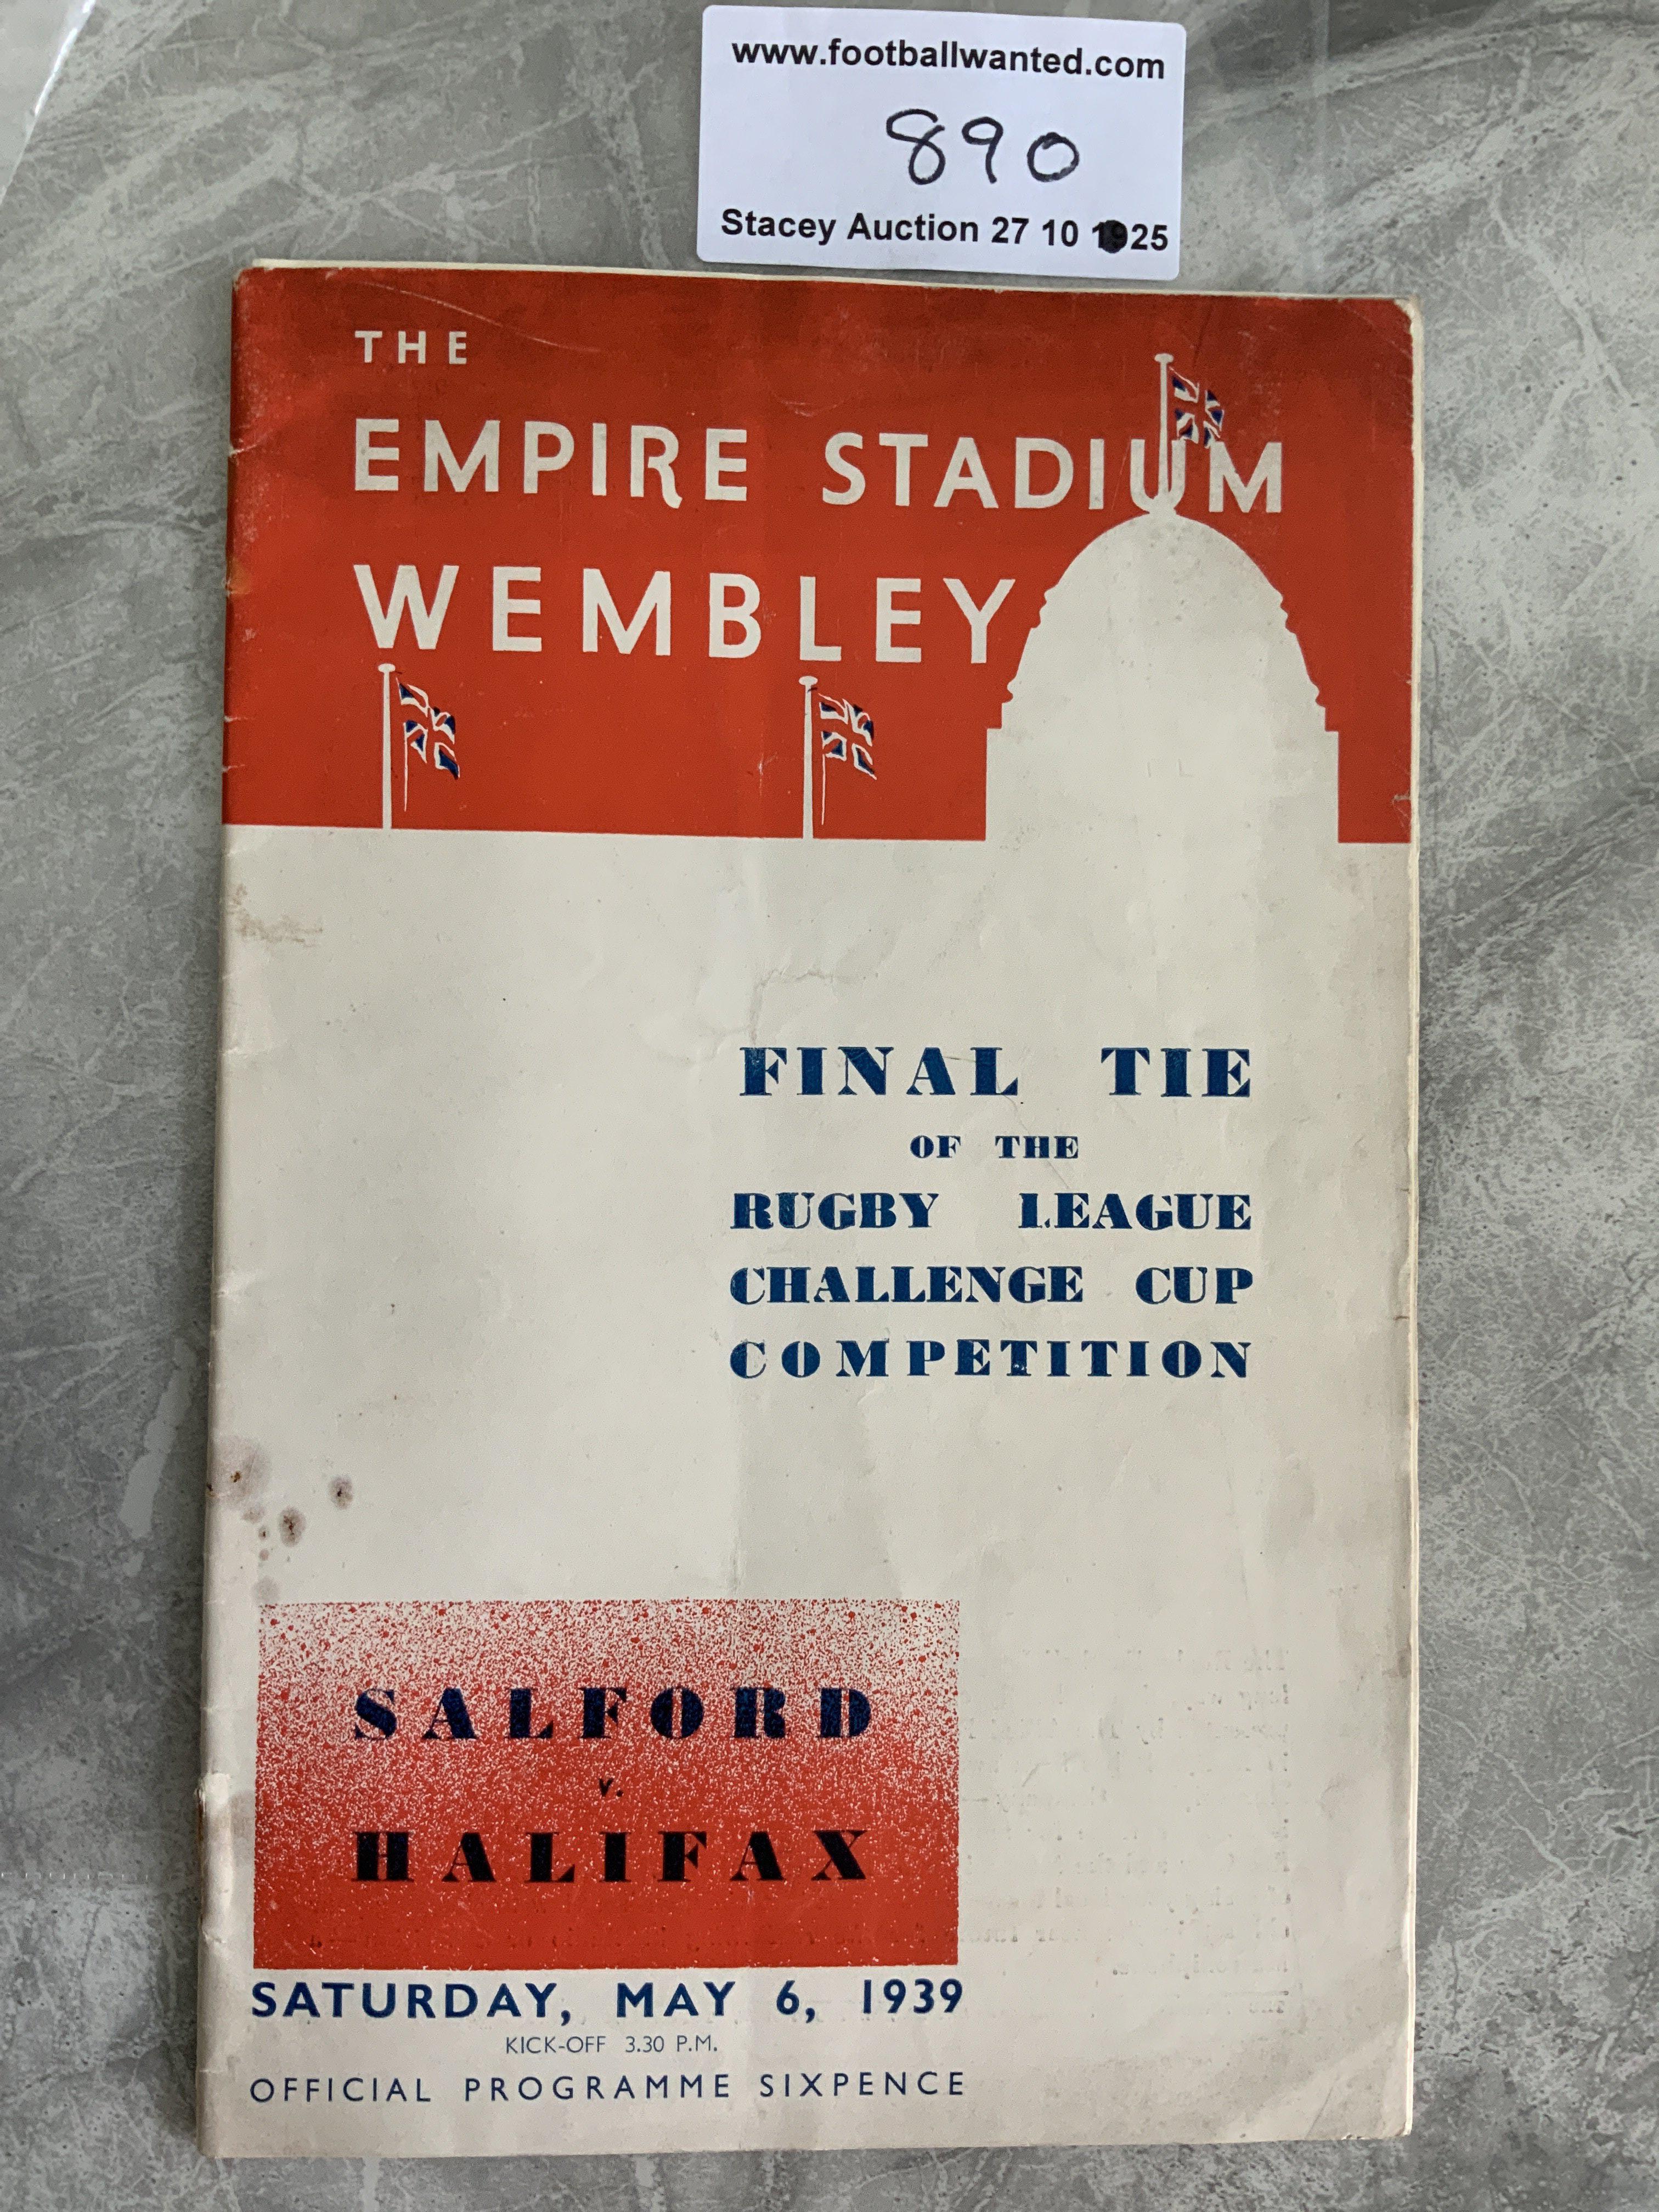 www.footballwanted.com
890
Stacey Auction 27 10 1925
THE
EMPIRE STADIUM
WEMBLEY
FINAL TIE
OF THE
RUGBY LEAGUE
CHALLENGE CUP
COMPETITION
SALFORD
v.
HALIFAX
SATURDAY, MAY 6, 1939
KICK-OFF 3.30 P.M.
OFFICIAL PROGRAMME SIXPENCE